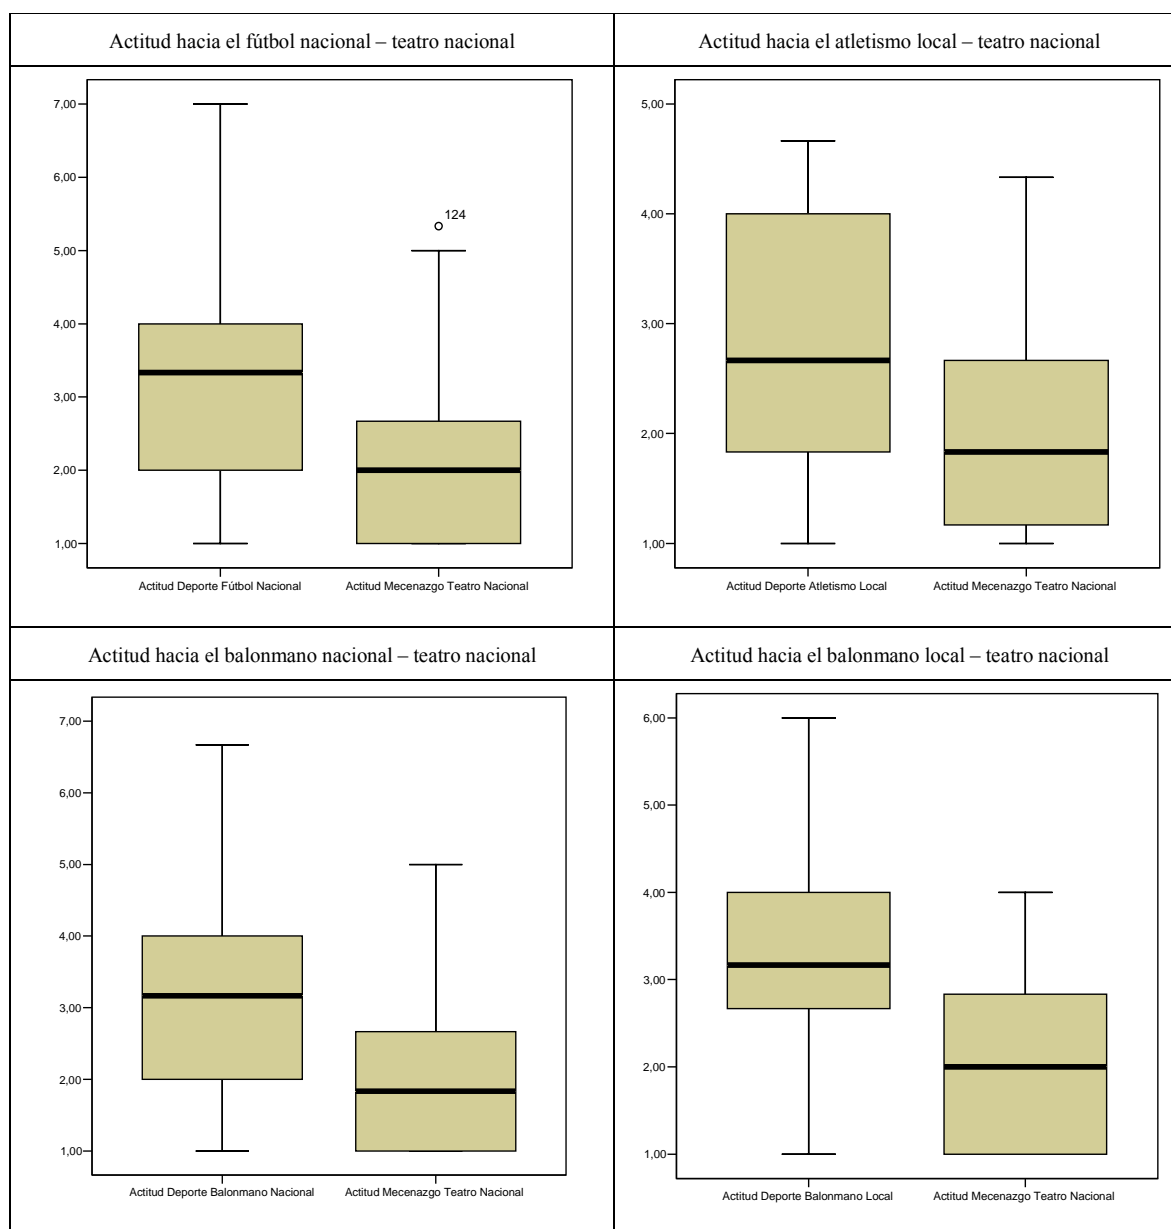 Actitud hacia el fútbol nacional – teatro nacional
7,00
6,00
5,00
4,00
3,00
2,00
1,00
124
Actitud Deporte Fútbol Nacional
Actitud Mecenazgo Teatro Nacional
Actitud hacia el atletismo local – teatro nacional
5,00
4,00
3,00
2,00
1,00
Actitud Deporte Atletismo Local
Actitud Mecenazgo Teatro Nacional
Actitud hacia el balonmano nacional – teatro nacional
7,00
6,00
5,00
4,00
3,00
2,00
1,00
Actitud Deporte Balonmano Nacional
Actitud Mecenazgo Teatro Nacional
Actitud hacia el balonmano local – teatro nacional
6,00
5,00
4,00
3,00
2,00
1,00
Actitud Deporte Balonmano Local
Actitud Mecenazgo Teatro Nacional